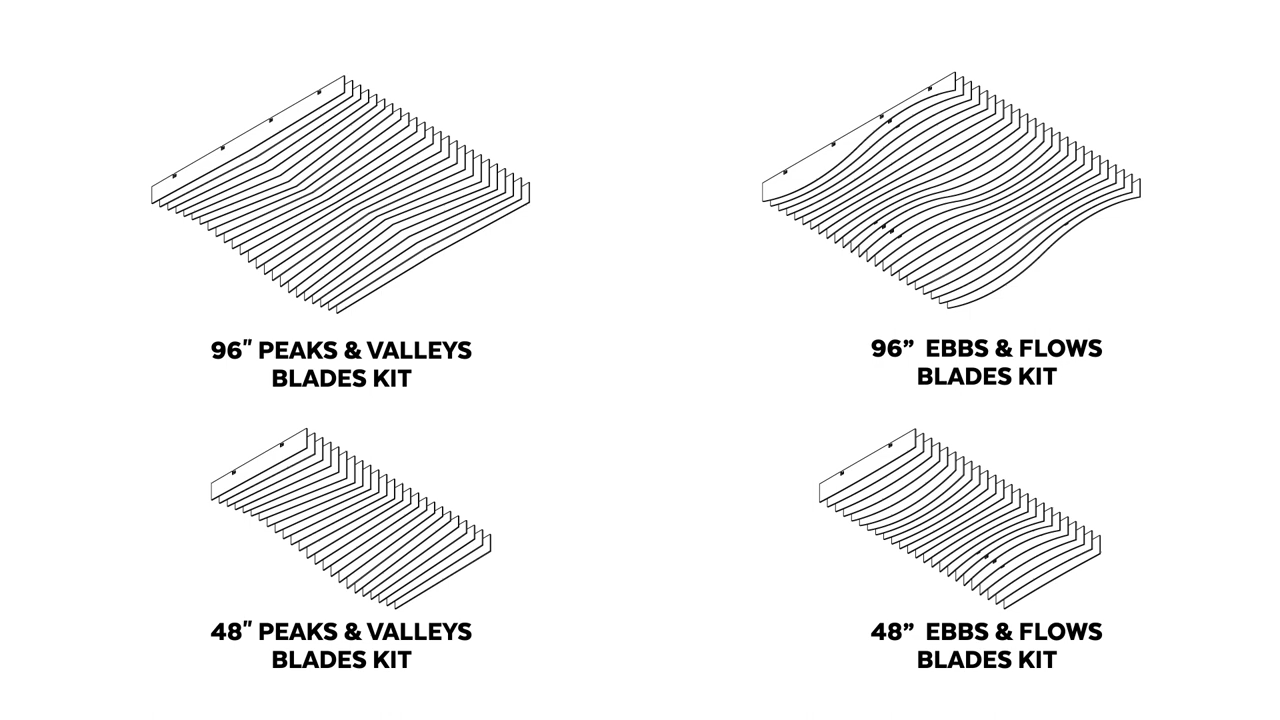 96" PEAKS & VALLEYS
BLADES KIT
96” EBBS & FLOWS
BLADES KIT
48" PEAKS & VALLEYS
BLADES KIT
48” EBBS & FLOWS
BLADES KIT